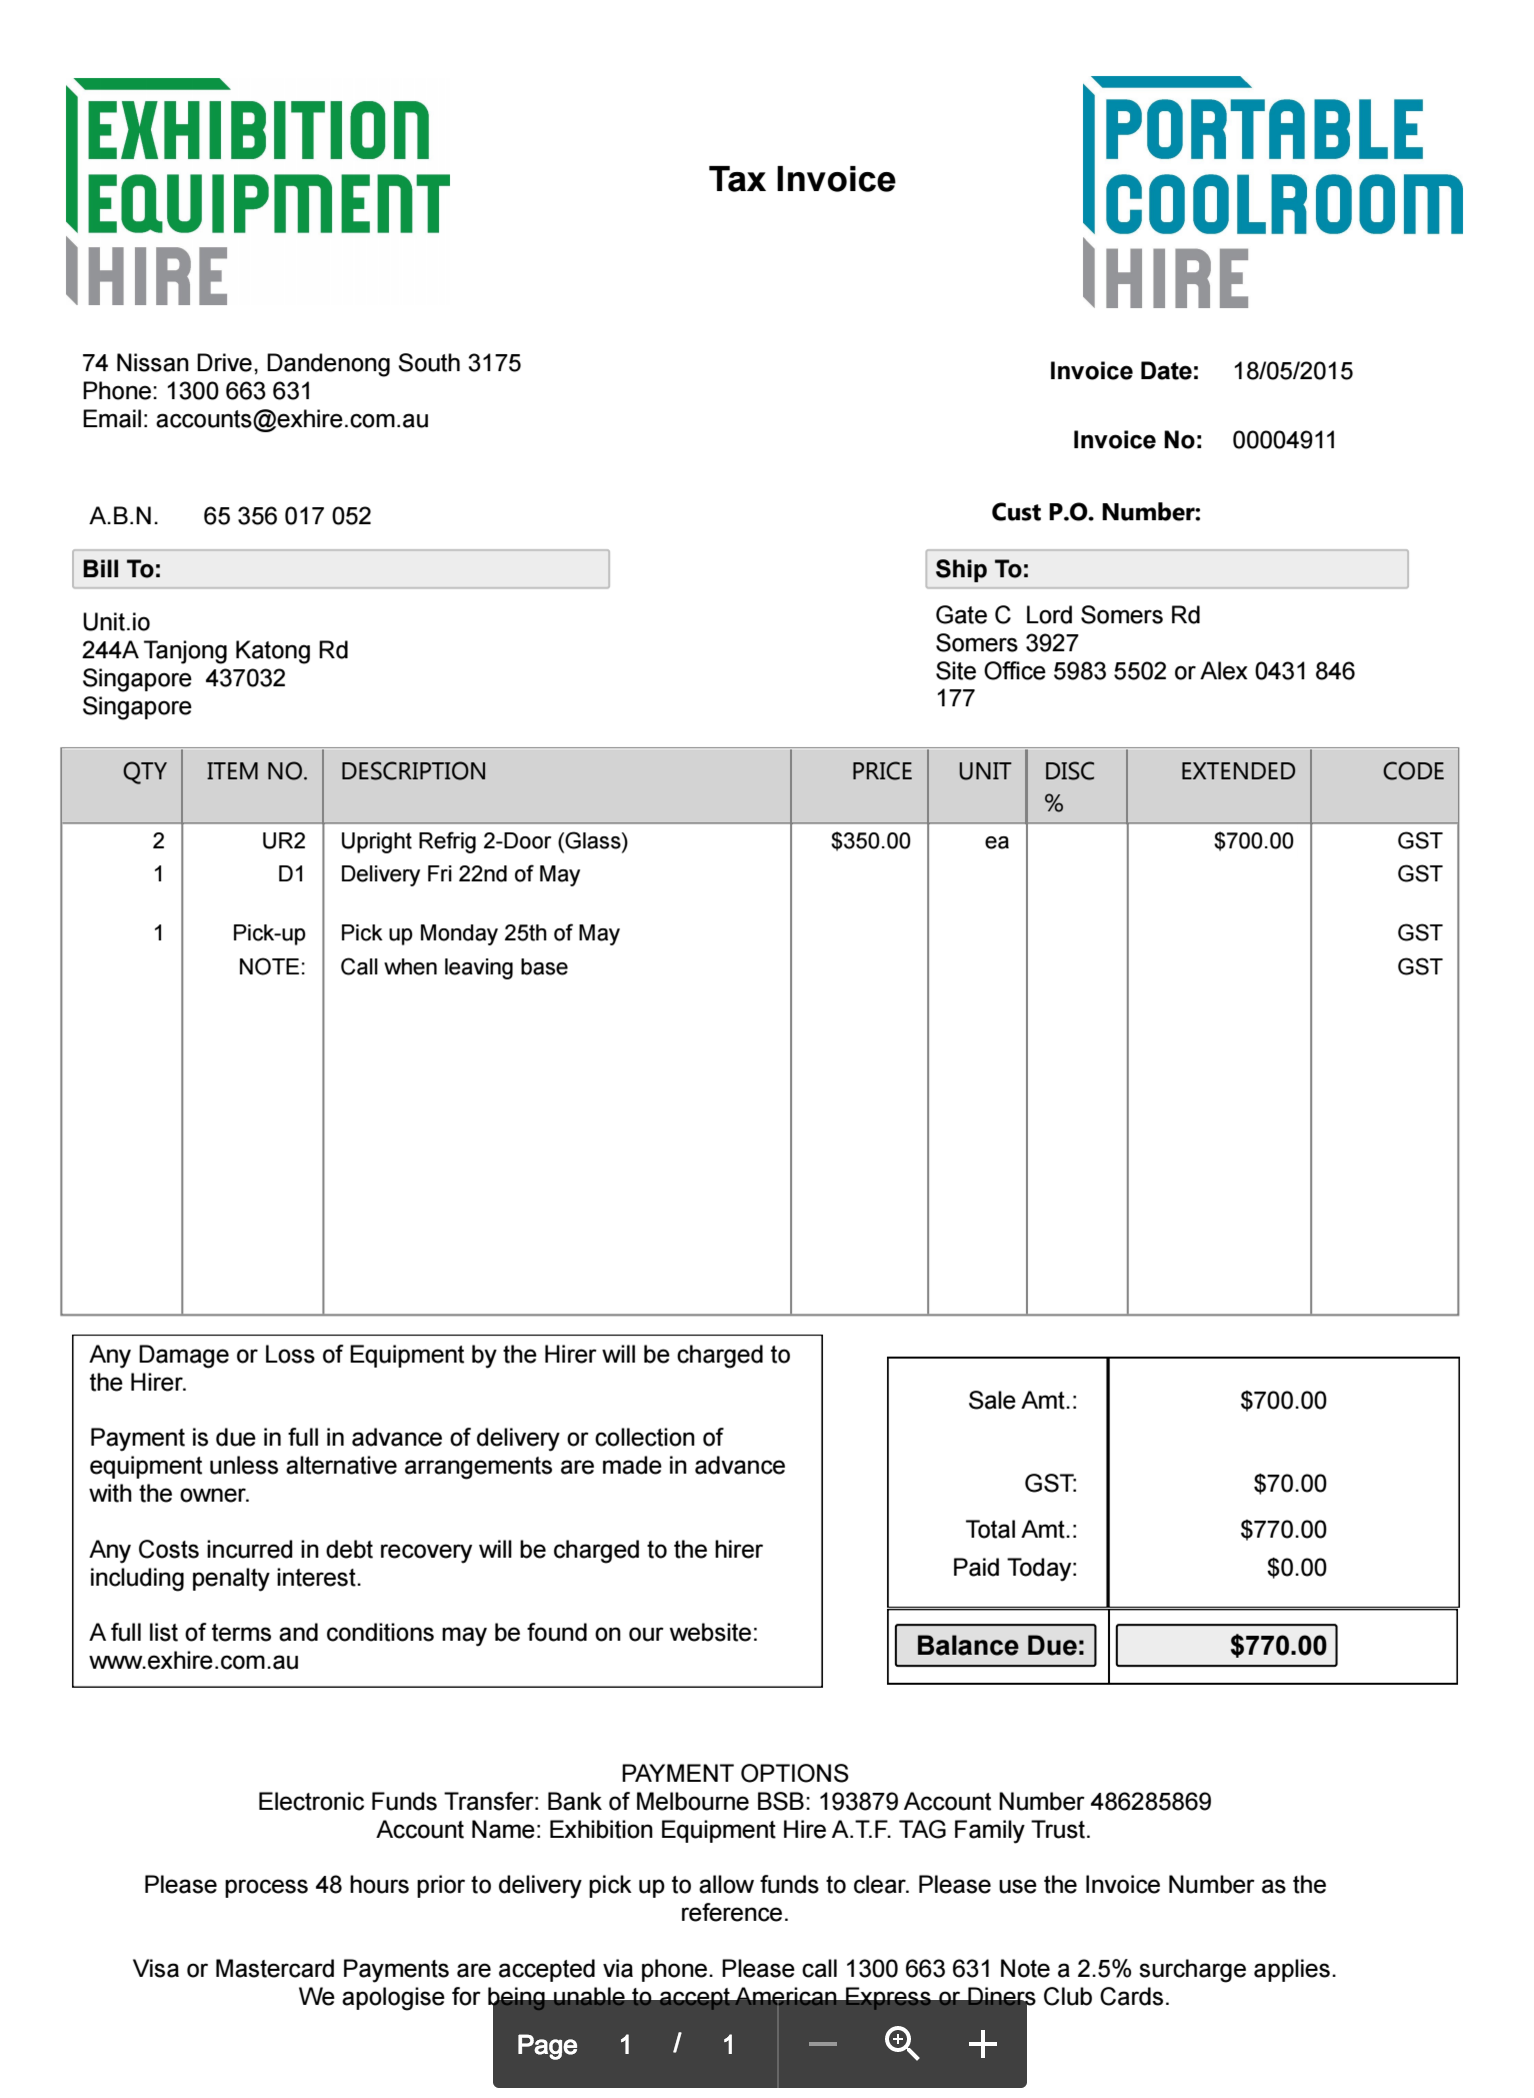 EXHIBITION
EQUIPMENT
HIRE
Tax Invoice
PORTABLE
COOLROOM
HIRE
74 Nissan Drive, Dandenong South 3175
Phone: 1300 663 631
Email: accounts@exhire.com.au
Invoice Date: 18/05/2015
Invoice No: 00004911
A.B.N. 65 356 017 052
Cust P.O. Number:
Bill To:
Unit.io
244A Tanjong Katong Rd
Singapore 437032
Singapore
Ship To:
Gate C Lord Somers Rd
Somers 3927
Site Office 5983 5502 or Alex 0431 846
177
QTY ITEM NO. DESCRIPTION PRICE UNIT DISC % EXTENDED CODE
2 UR2 Upright Refrig 2-Door (Glass) $350.00 ea $700.00 GST
1 D1 Delivery Fri 22nd of May GST
1 Pick-up Pick up Monday 25th of May GST
NOTE: Call when leaving base GST
Any Damage or Loss of Equipment by the Hirer will be charged to
the Hirer.
Payment is due in full in advance of delivery or collection of
equipment unless alternative arrangements are made in advance
with the owner.
Any Costs incurred in debt recovery will be charged to the hirer
including penalty interest.
A full list of terms and conditions may be found on our website:
www.exhire.com.au
Sale Amt.: $700.00
GST: $70.00
Total Amt.: $770.00
Paid Today: $0.00
Balance Due: $770.00
PAYMENT OPTIONS
Electronic Funds Transfer: Bank of Melbourne BSB: 193879 Account Number 486285869
Account Name: Exhibition Equipment Hire A.T.F. TAG Family Trust.
Please process 48 hours prior to delivery pick up to allow funds to clear. Please use the Invoice Number as the
reference.
Visa or Mastercard Payments are accepted via phone. Please call 1300 663 631 Note a 2.5% surcharge applies.
We apologise for being unable to accept American Express or Diners Club Cards.
Page 1 / 1